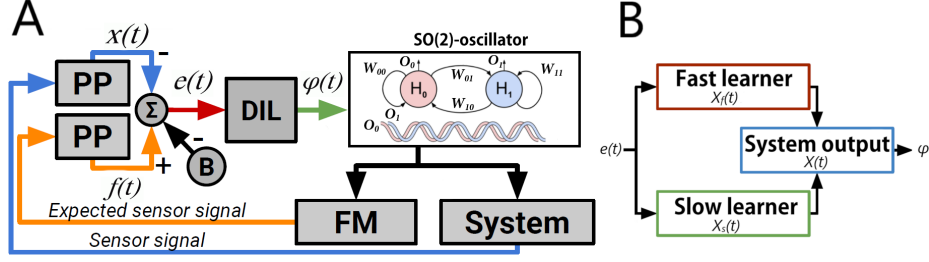 A
x(t)
-
PP
e(t)
φ(t)
SO(2)-oscillator
Σ
DIL
PP
-
+
B
f(t)
W00
O0
W01
O1
W11
H0
H1
W10
O1
O0
Expected sensor signal
Sensor signal
FM
System
B
Fast learner
Xf(t)
e(t)
System output
X(t)
φ
Slow learner
Xs(t)